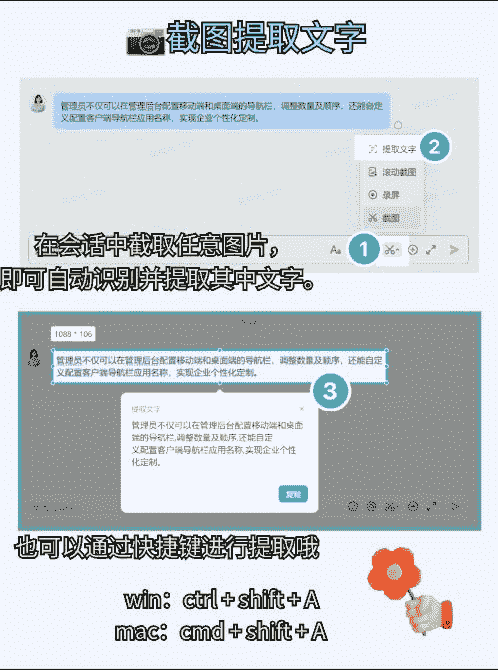 截图提取文字
管理员不仅可以在管理后台配置移动端和桌面端的导航栏，调整数量及顺序，还能自定
义配置客户端导航栏应用名称，实现企业个性化定制。
提取文字
2
滚动截图
录屏
截图
在会话中截取任意图片，
Aa
1
即可自动识别并提取其中文字。
1088 * 106
管理员不仅可以在管理后台配置移动端和桌面端的导航栏，调整数量及顺序，还能自定
义配置客户端导航栏应用名称，实现企业个性化定制。
3
提取文字
管理员不仅可以在管理后台配置移动端和桌面
端的导航栏,调整数量及顺序,还能自定
义配置客户端导航栏应用名称,实现企业个性
化定制。
复制
也可以通过快捷键进行提取哦
win：ctrl + shift + A
mac：cmd + shift + A